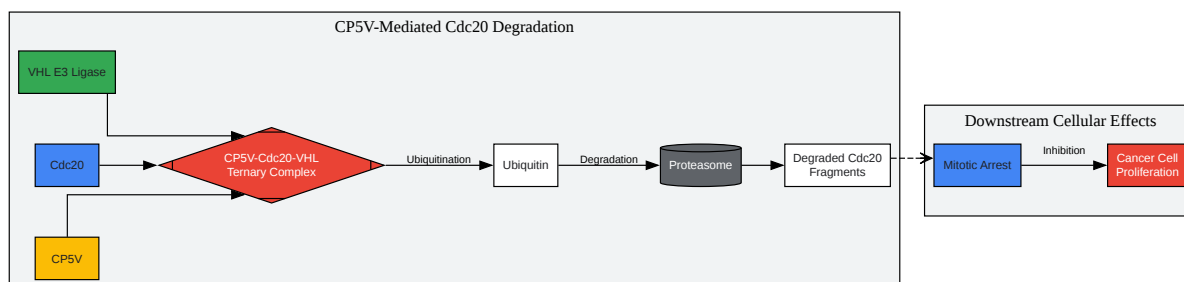 CP5V-Mediated Cdc20 Degradation
VHL E3 Ligase
Cdc20
CP5V
CP5V-Cdc20-VHL
Ternary Complex
Ubiquitination
Ubiquitin
Degradation
Proteasome
Degraded Cdc20
Fragments
Downstream Cellular Effects
Mitotic Arrest
Inhibition
Cancer Cell
Proliferation